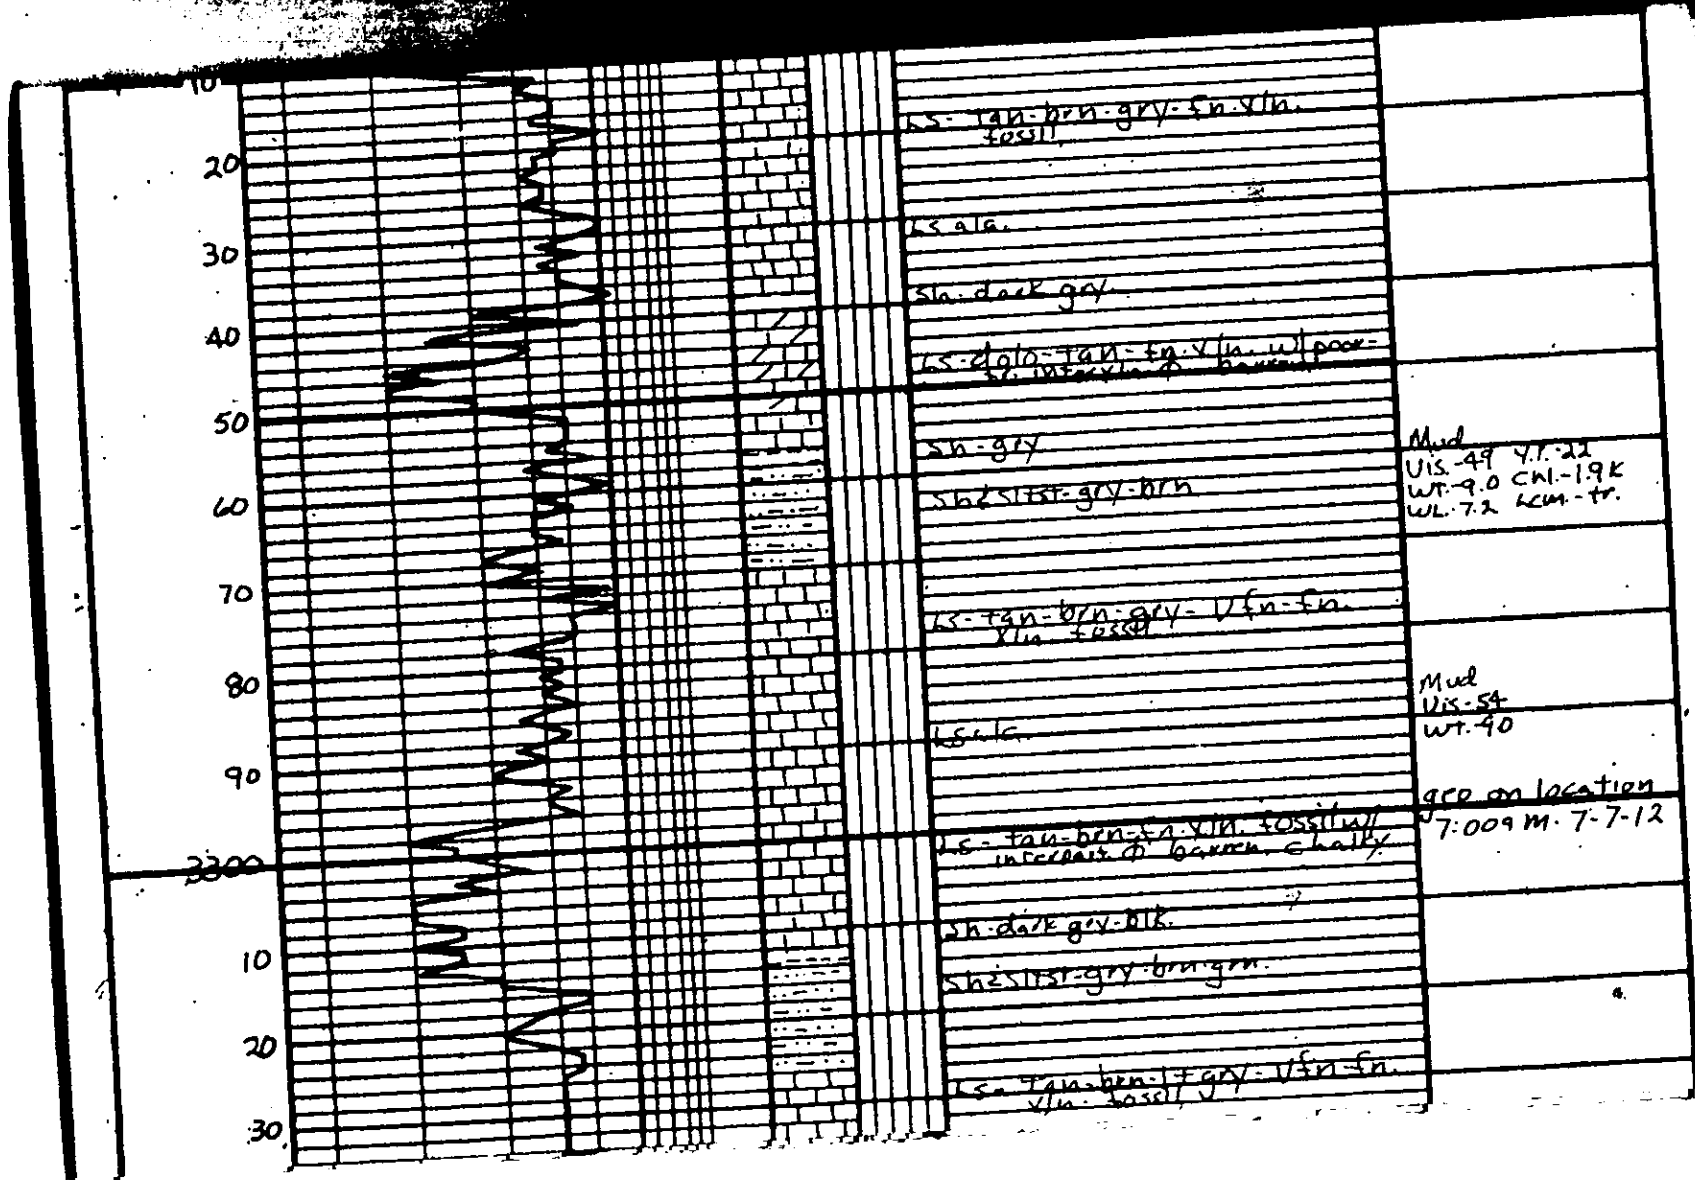 10
Ls - Tan-brn-gry-fn-xln.
fossil.
20
Ls ala.
30
Sh. dark gry.
40
Ls-dolo-tan-fn-xln. w/ poor-
barren
50
Sh-gry
Mud
Vis.-49 Y.P.-22
Wt.-9.0 Chl.-1.9K
WL.-7.2 Lcm.-tr.
Sh & sltst-gry-brn
60
70
Ls-tan-brn-gry-Vfn-fn.
xln. fossil
80
Mud
Vis-54
Wt.-9.0
Ls ala.
90
geo on location
7:00 AM. 7-7-12
Ls- tan-brn-fn-xln. fossil w/
interpart. Φ barren, chalky
3300
Sh-dark gry-blk.
10
Sh & sltst-gry-brn-grn.
20
Ls- Tan-brn-lt gry-Vfn-fn.
xln. fossil
30